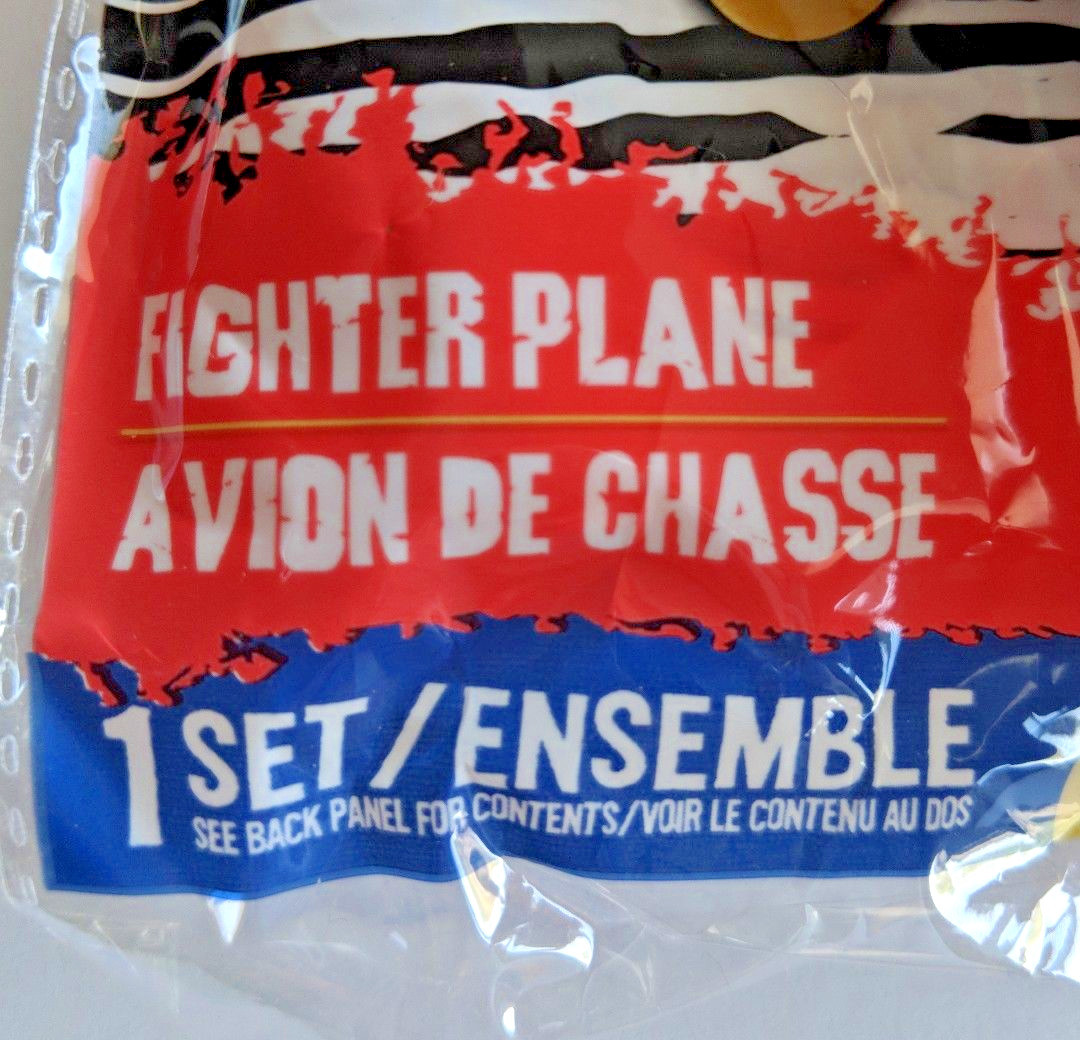 FIGHTER PLANE
AVION DE CHASSE
1 SET/ENSEMBLE
SEE BACK PANEL FOR CONTENTS/VOIR LE CONTENU AU DOS